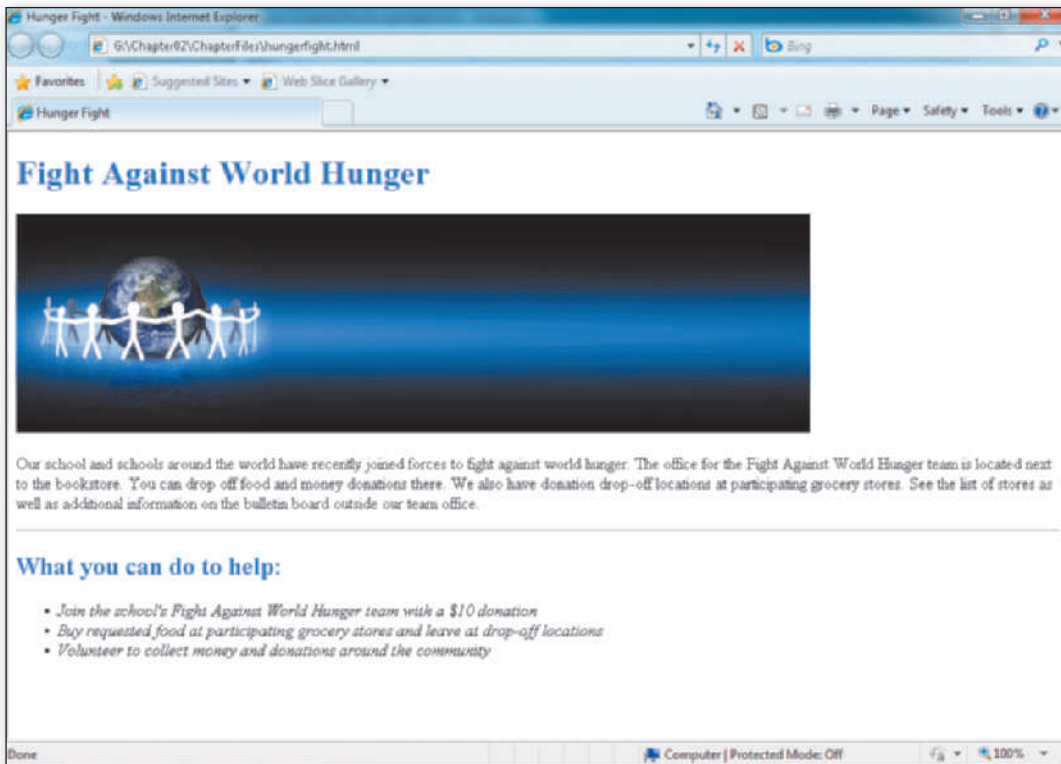 Hunger Fight - Windows Internet Explorer
G:\Chapter02\ChapterFiles\hungerfight.html
Bing
Favorites Suggested Sites Web Slice Gallery
Hunger Fight Page Safety Tools
Fight Against World Hunger
Our school and schools around the world have recently joined forces to fight against world hunger. The office for the Fight Against World Hunger team is located next
to the bookstore. You can drop off food and money donations there. We also have donation drop-off locations at participating grocery stores. See the list of stores as
well as additional information on the bulletin board outside our team office.
What you can do to help:
• Join the school's Fight Against World Hunger team with a $10 donation
• Buy requested food at participating grocery stores and leave at drop-off locations
• Volunteer to collect money and donations around the community
Done Computer | Protected Mode: Off 100%